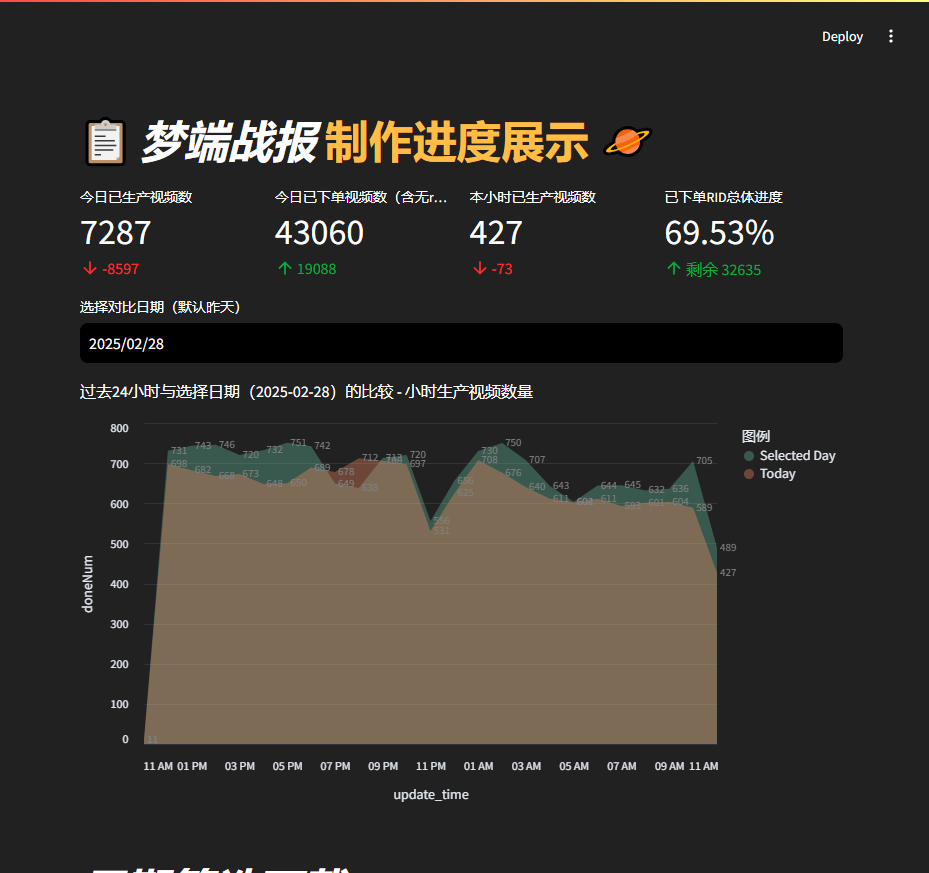 Deploy
梦端战报 制作进度展示
今日已生产视频数
7287
-8597
今日已下单视频数（含无r...
43060
19088
本小时已生产视频数
427
-73
已下单RID总体进度
69.53%
剩余 32635
选择对比日期（默认昨天）
2025/02/28
过去24小时与选择日期（2025-02-28）的比较 - 小时生产视频数量
800
700
600
500
400
300
200
100
0
doneNum
731 743 746 720 732 751 742 649 638 713 720 556 656 730 750 707 643 602 644 645 632 636 705 489
11 698 682 668 673 648 650 689 678 712 697 531 625 708 676 640 611 611 593 601 604 589 427
11 AM 01 PM 03 PM 05 PM 07 PM 09 PM 11 PM 01 AM 03 AM 05 AM 07 AM 09 AM 11 AM
update_time
图例
Selected Day
Today